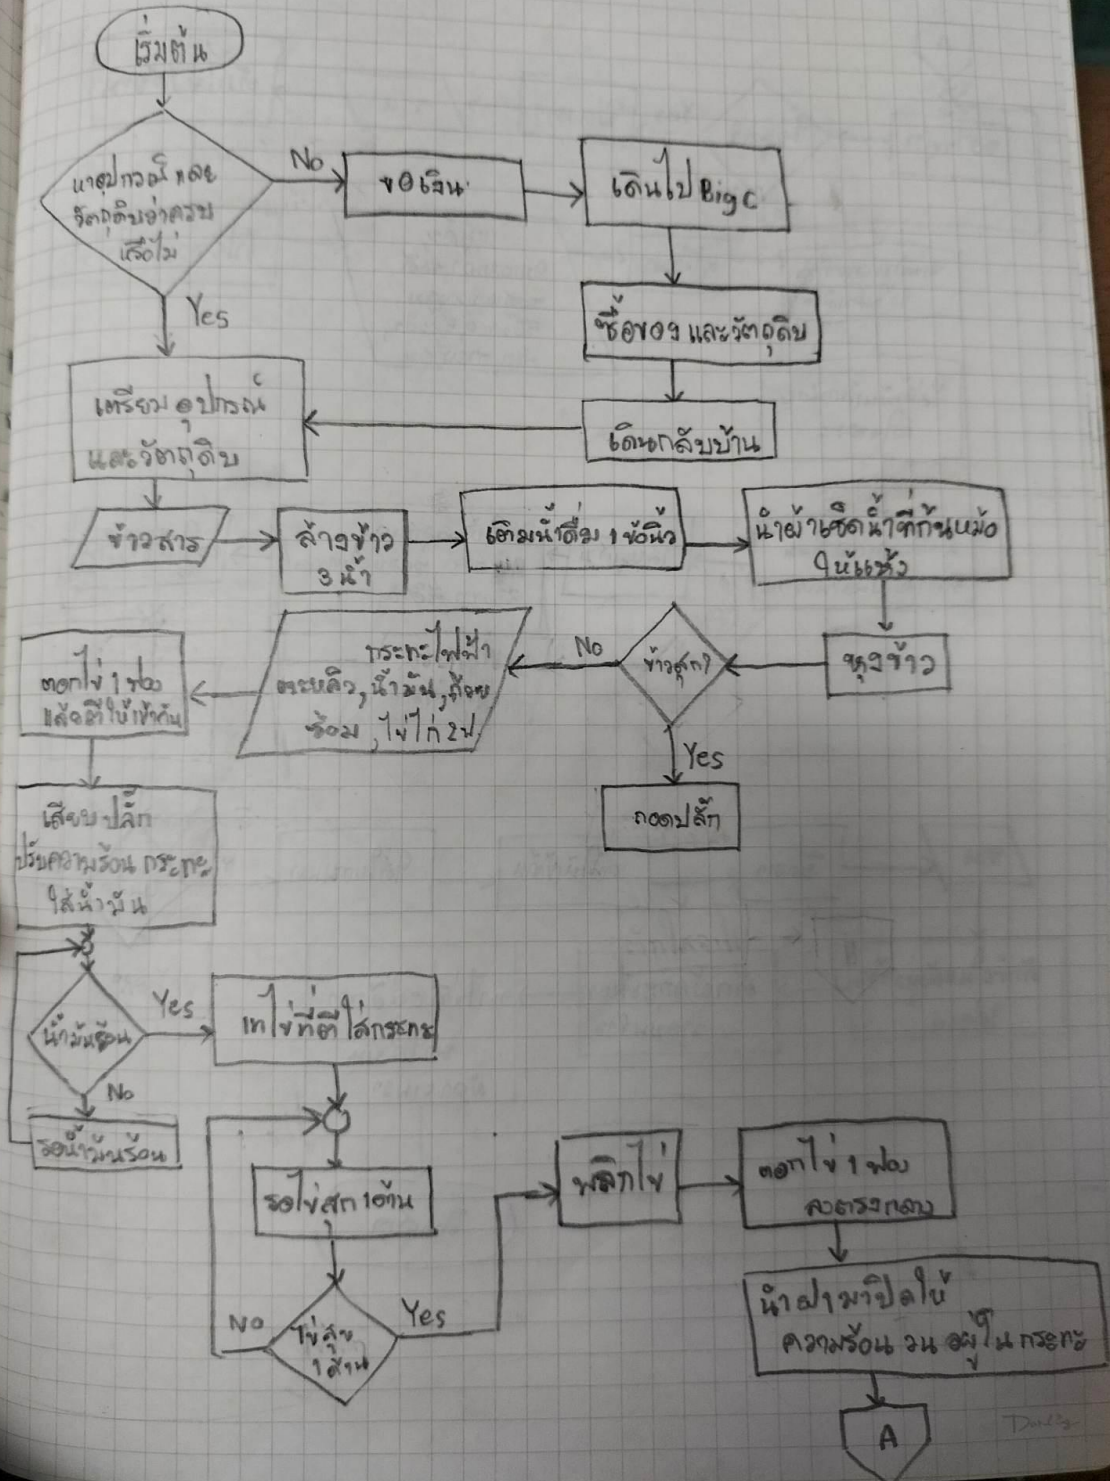 เริ่มต้น
หาอุปกรณ์และ
วัตถุดิบว่าครบ
หรือไม่
No
ขอเงิน
เดินไป Big C
Yes
ซื้อของ และวัตถุดิบ
เตรียม อุปกรณ์
และวัตถุดิบ
เดินกลับบ้าน
ข้าวสาร
ล้างข้าว
3 น้ำ
เติมน้ำดื่ม 1 ข้อนิ้ว
นำผ้าเช็ดน้ำที่ก้นหม้อ
ให้แห้ง
หุงข้าว
ข้าวสุก?
No
Yes
ถอดปลั๊ก
กระทะไฟฟ้า
ตะหลิว, น้ำมัน, ถ้วย
ซ้อม, ไข่ไก่ 2 ฟ
ตอกไข่ 1 ฟอง
แล้วตีให้เข้ากัน
เสียบปลั๊ก
ปรับความร้อน กระทะ
ใส่น้ำมัน
น้ำมันร้อน
Yes
No
รอน้ำมันร้อน
เทไข่ที่ตีใส่กระทะ
รอไข่สุก 1 ด้าน
ไข่สุข
1 ด้าน
No
Yes
พลิกไข่
ตอกไข่ 1 ฟอง
ลงตรงกลาง
นำฝามาปิดให้
ความร้อน วน อยู่ใน กระทะ
A